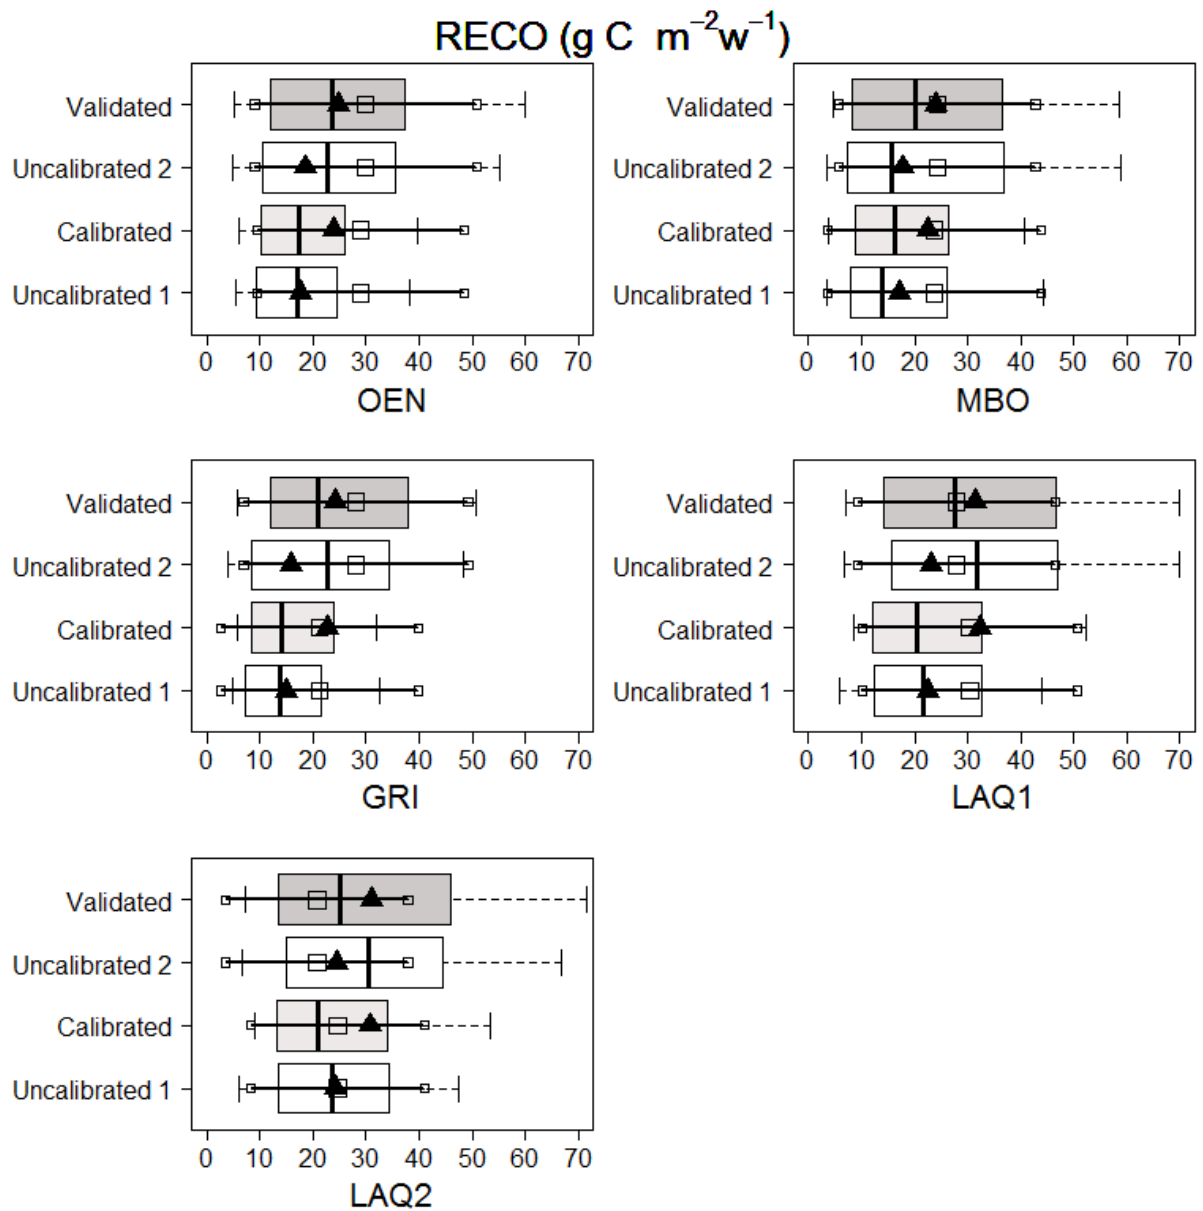 RECO (g C m⁻²w⁻¹)
Validated
Uncalibrated 2
Calibrated
Uncalibrated 1
0 10 20 30 40 50 60 70
OEN
Validated
Uncalibrated 2
Calibrated
Uncalibrated 1
0 10 20 30 40 50 60 70
MBO
Validated
Uncalibrated 2
Calibrated
Uncalibrated 1
0 10 20 30 40 50 60 70
GRI
Validated
Uncalibrated 2
Calibrated
Uncalibrated 1
0 10 20 30 40 50 60 70
LAQ1
Validated
Uncalibrated 2
Calibrated
Uncalibrated 1
0 10 20 30 40 50 60 70
LAQ2